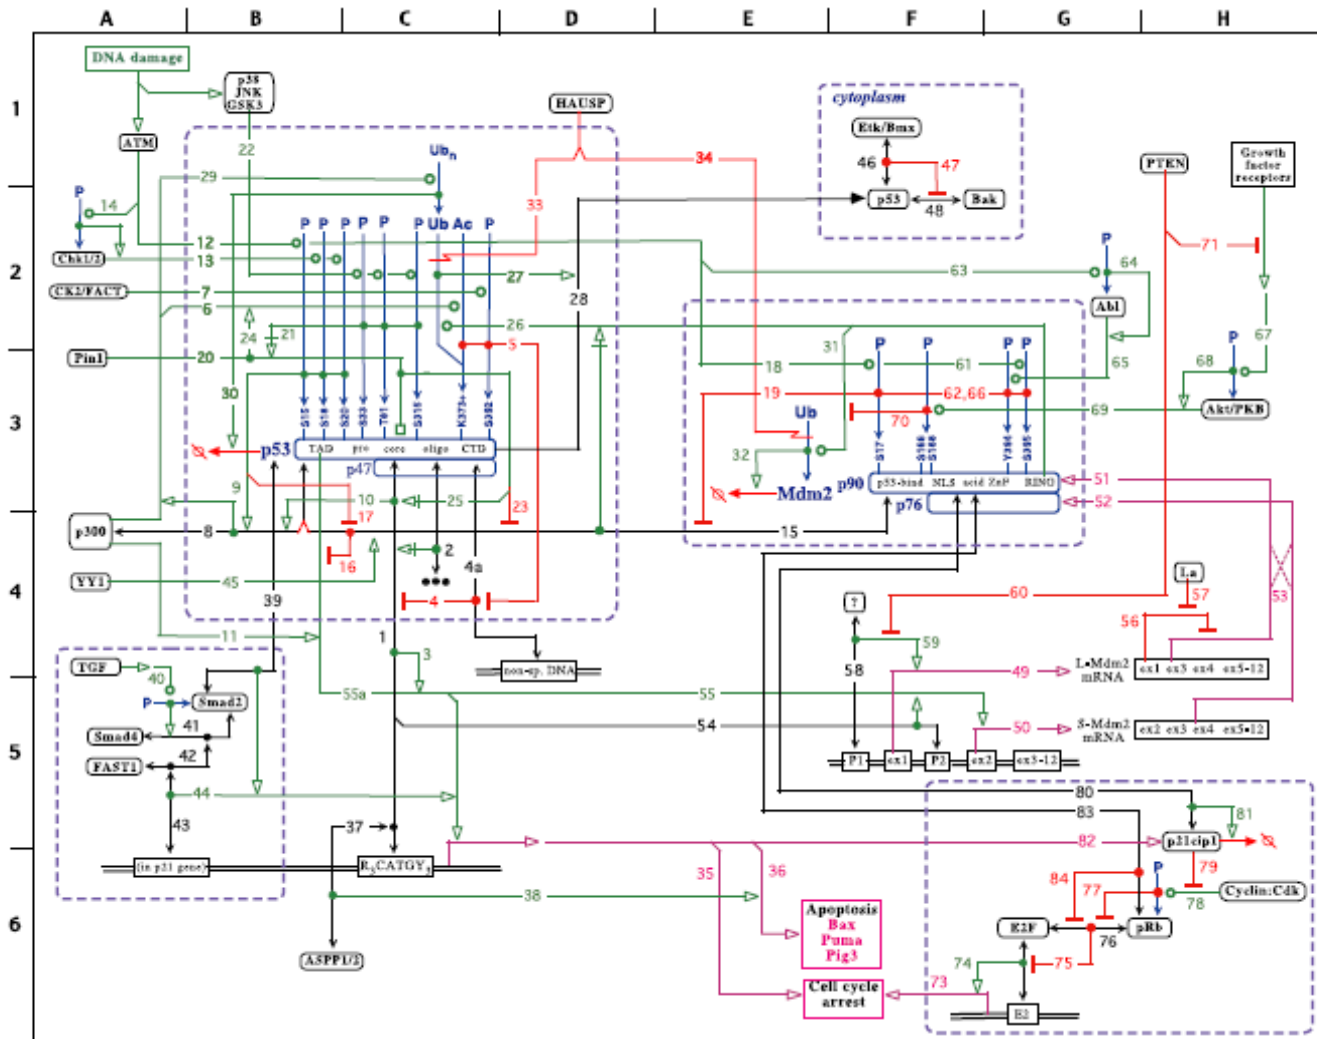 A B C D E F G H
1
2
3
4
5
6
DNA damage
p38
JNK
GSK3
ATM
22
HAUSP
cytoplasm
Etk/Bmx
46
47
p53
48
Bak
PTEN
Growth
factor
receptors
Ubn
29
34
33
P
14
12
13
Chk1/2
CK2/FACT
7
6
P P P P P P Ub Ac P
27
28
63
P
64
Abl
71
67
24
21
26
5
Pin1
20
30
31
18
61
P P P P
65
68
P
Akt/PKB
19
62,66
70
69
Ub
32
Mdm2
S15 S18 S20 S33 T81 S315 K373+ S392
p53
TAD pro core oligo CTD
p47
S17 S166 S188 Y394 S395
p90
p53-bind NLS acid ZnF RING
p76
51
52
9
10
25
23
17
p300
8
15
16
2
4a
YY1
45
4
39
1
3
11
La
57
60
56
53
?
59
58
49
L•Mdm2
mRNA
ex1 ex3 ex4 ex5-12
non-sp. DNA
TGF
40
P
Smad2
41
Smad4
42
FAST1
44
43
55a
55
54
50
S-Mdm2
mRNA
ex2 ex3 ex4 ex5•12
P1 ex1 P2 ex2 ex3-12
80
83
81
37
82
p21cip1
79
(in p21 gene)
R3CATGY3
35
36
84
77
P
78
Cyclin:Cdk
38
Apoptosis
Bax
Puma
Pig3
E2F
76
pRb
ASPP1/2
74
75
73
Cell cycle
arrest
E2